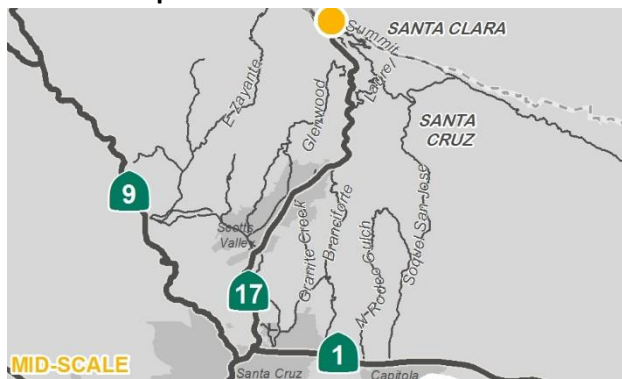 SANTA CLARA
Summit
Laurel
E Zayante
Glenwood
SANTA
CRUZ
9
Scotts
Valley
Granite Creek
Branciforte
N Rodeo Gulch
Soquel San Jose
17
1
MID-SCALE
Santa Cruz
Capitola